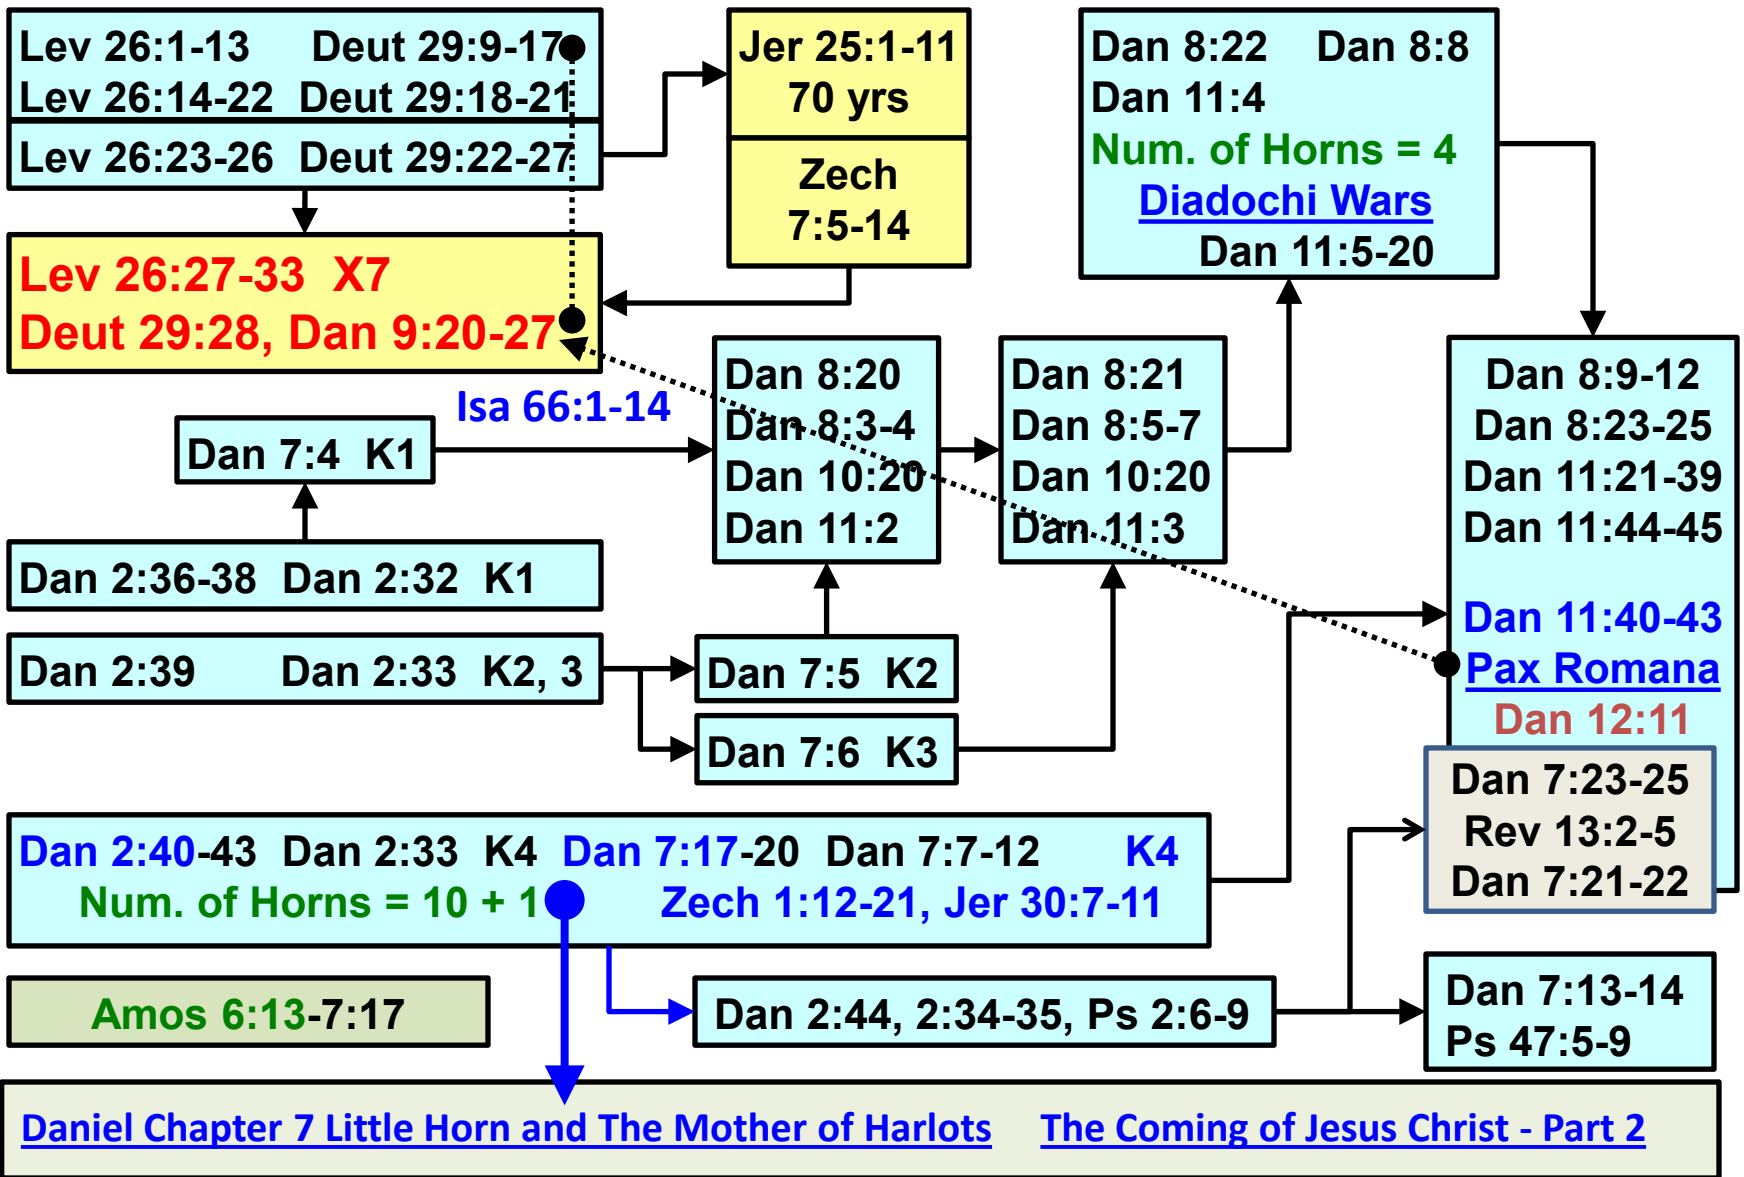 Lev 26:1-13 Deut 29:9-17
Lev 26:14-22 Deut 29:18-21
Lev 26:23-26 Deut 29:22-27
Lev 26:27-33 X7
Deut 29:28, Dan 9:20-27
Jer 25:1-11
70 yrs
Zech
7:5-14
Dan 8:22 Dan 8:8
Dan 11:4
Num. of Horns = 4
Diadochi Wars
Dan 11:5-20
Isa 66:1-14
Dan 7:4 K1
Dan 8:20
Dan 8:3-4
Dan 10:20
Dan 11:2
Dan 8:21
Dan 8:5-7
Dan 10:20
Dan 11:3
Dan 8:9-12
Dan 8:23-25
Dan 11:21-39
Dan 11:44-45
Dan 11:40-43
Pax Romana
Dan 12:11
Dan 2:36-38 Dan 2:32 K1
Dan 2:39 Dan 2:33 K2, 3
Dan 7:5 K2
Dan 7:6 K3
Dan 7:23-25
Rev 13:2-5
Dan 7:21-22
Dan 2:40-43 Dan 2:33 K4 Dan 7:17-20 Dan 7:7-12 K4
Num. of Horns = 10 + 1 Zech 1:12-21, Jer 30:7-11
Amos 6:13-7:17
Dan 2:44, 2:34-35, Ps 2:6-9
Dan 7:13-14
Ps 47:5-9
Daniel Chapter 7 Little Horn and The Mother of Harlots The Coming of Jesus Christ - Part 2